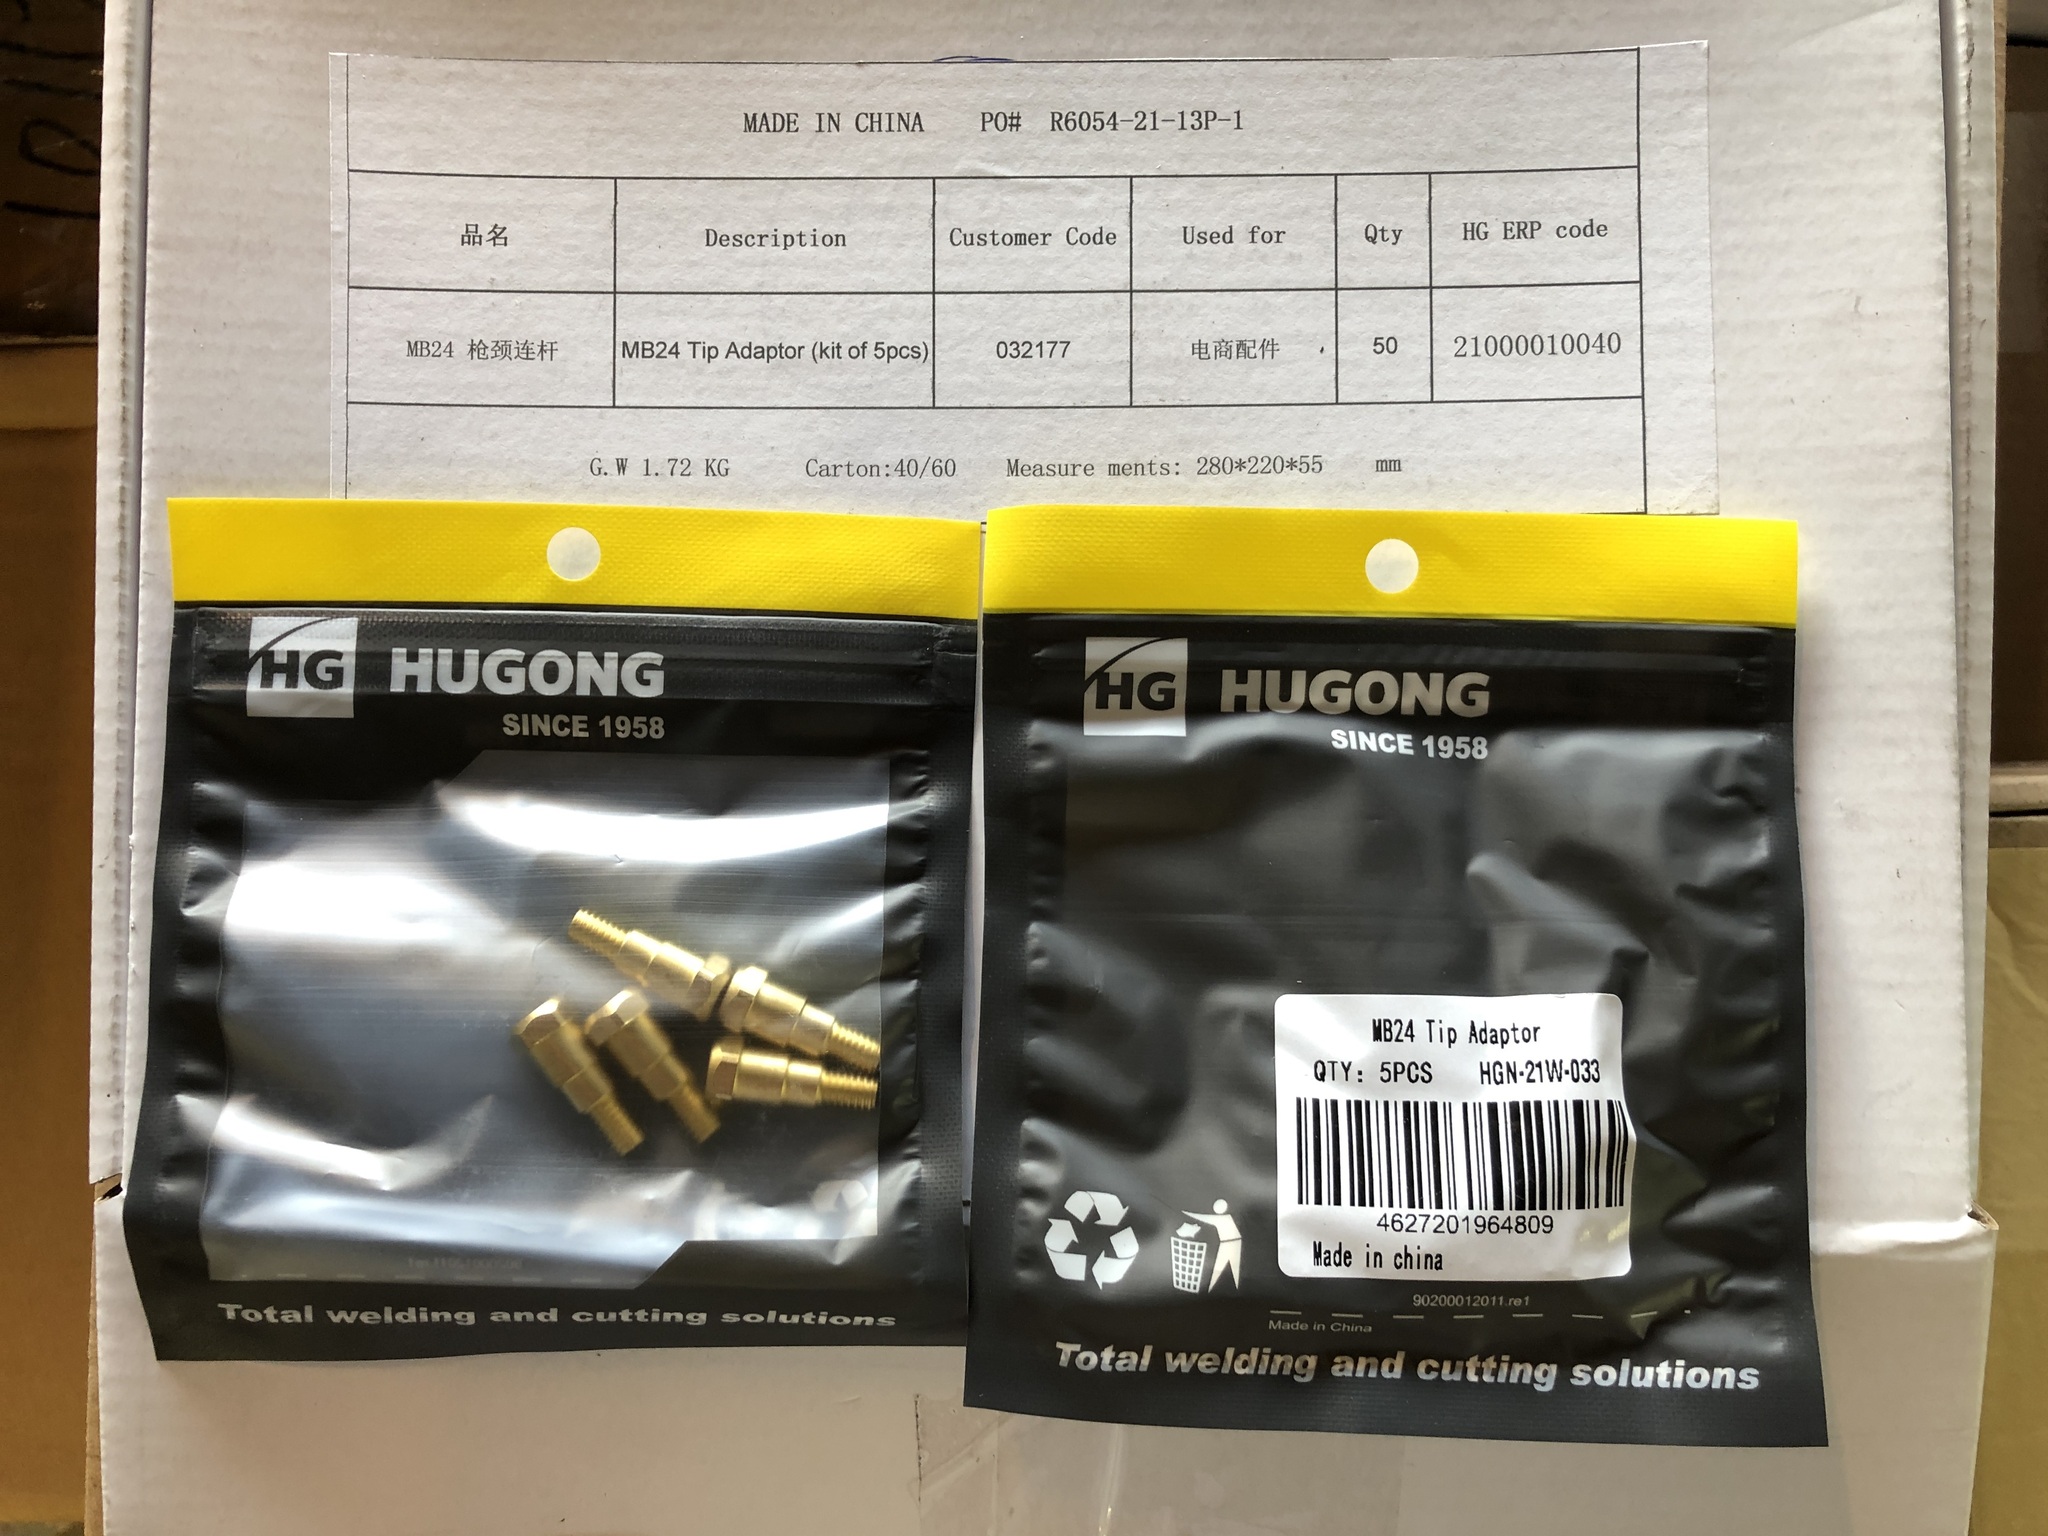 MADE IN CHINA PO# R6054-21-13P-1
品名 Description Customer Code Used for Qty HG ERP code
MB24 枪颈连杆 MB24 Tip Adaptor (kit of 5pcs) 032177 电商配件 50 21000010040
G.W 1.72 KG Carton:40/60 Measure ments: 280*220*55 mm
HG HUGONG
SINCE 1958
Total welding and cutting solutions
HG HUGONG
SINCE 1958
MB24 Tip Adaptor
QTY: 5PCS HGN-21W-033
4627201964809
Made in china
90200012011.re1
Made in China
Total welding and cutting solutions